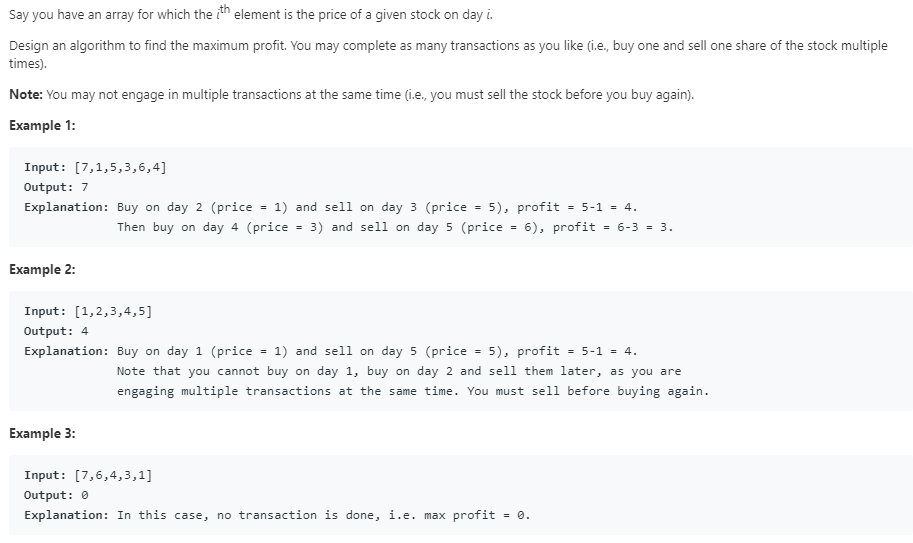 Say you have an array for which the ith element is the price of a given stock on day i.
Design an algorithm to find the maximum profit. You may complete as many transactions as you like (i.e., buy one and sell one share of the stock multiple
times).
Note: You may not engage in multiple transactions at the same time (i.e., you must sell the stock before you buy again).
Example 1:
Input: [7,1,5,3,6,4]
Output: 7
Explanation: Buy on day 2 (price = 1) and sell on day 3 (price = 5), profit = 5-1 = 4.
Then buy on day 4 (price = 3) and sell on day 5 (price = 6), profit = 6-3 = 3.
Example 2:
Input: [1,2,3,4,5]
Output: 4
Explanation: Buy on day 1 (price = 1) and sell on day 5 (price = 5), profit = 5-1 = 4.
Note that you cannot buy on day 1, buy on day 2 and sell them later, as you are
engaging multiple transactions at the same time. You must sell before buying again.
Example 3:
Input: [7,6,4,3,1]
Output: 0
Explanation: In this case, no transaction is done, i.e. max profit = 0.